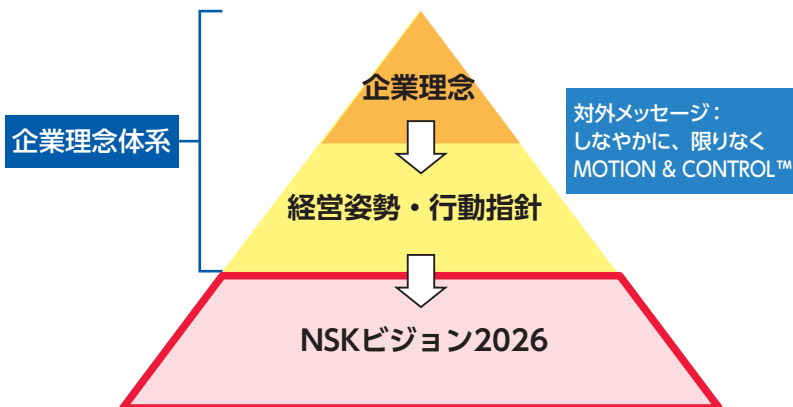 企業理念
企業理念体系
対外メッセージ：
しなやかに、限りなく
MOTION & CONTROL™
経営姿勢・行動指針
NSKビジョン2026